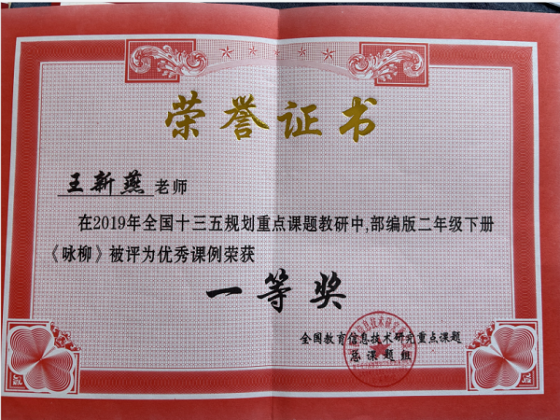 荣誉证书
王新燕老师
在2019年全国十三五规划重点课题教研中,部编版二年级下册
《咏柳》被评为优秀课例荣获
一等奖
全国教育信息技术研究重点课题
总课题组